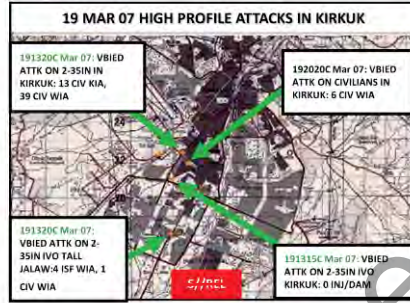 19 MAR 07 HIGH PROFILE ATTACKS IN KIRKUK
191320C Mar 07: VBIED
ATTK ON 2-35IN IN
KIRKUK: 13 CIV KIA,
39 CIV WIA
192020C Mar 07: VBIED
ATTK ON CIVILIANS IN
KIRKUK: 6 CIV WIA
191320C Mar 07:
VBIED ATTK ON 2-
35IN IVO TALL
JALAW:4 ISF WIA, 1
CIV WIA
191315C Mar 07: VBIED
ATTK ON 2-35IN IVO
KIRKUK: 0 INJ/DAM